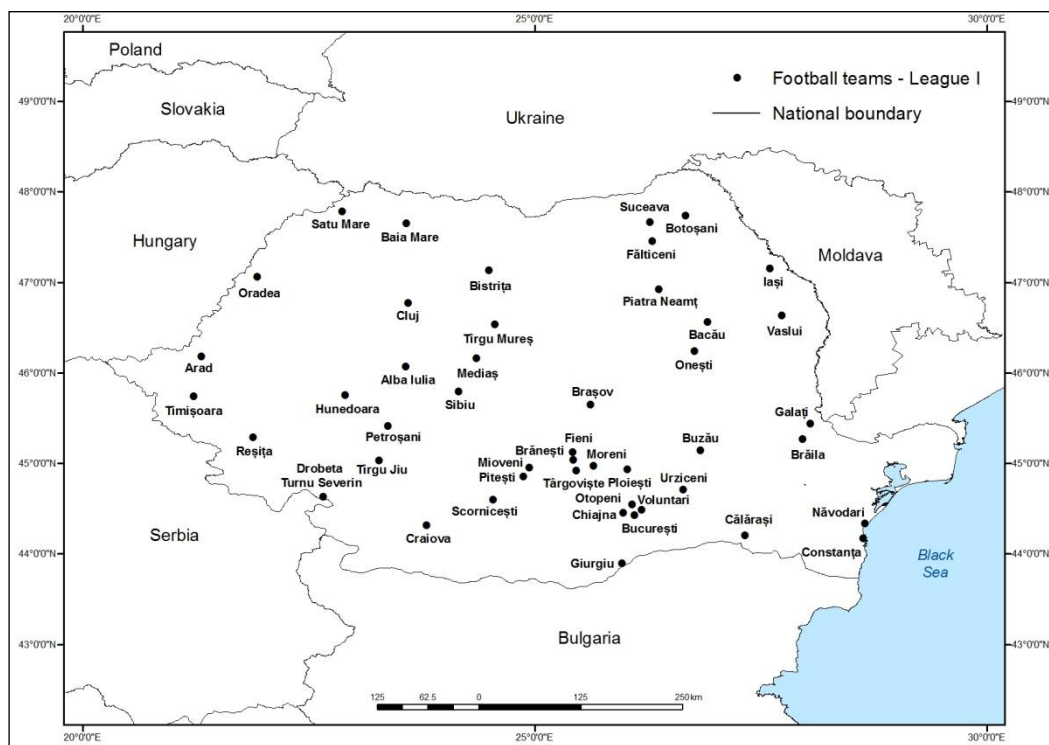 20°0'0"E
25°0'0"E
30°0'0"E
Poland
Football teams - League I
49°0'0"N
Slovakia
Ukraine
National boundary
49°0'0"N
48°0'0"N
48°0'0"N
Suceava
Satu Mare
Baia Mare
Botoșani
Hungary
Fălticeni
Moldava
47°0'0"N
Oradea
Bistrița
Iași
47°0'0"N
Piatra Neamț
Cluj
Tirgu Mureș
Bacău
Vaslui
Arad
Mediaș
Onești
46°0'0"N
Alba Iulia
46°0'0"N
Timișoara
Hunedoara
Sibiu
Brașov
Galați
Reșița
Petroșani
Fieni
Buzău
Brănești
Moreni
Brăila
45°0'0"N
Drobeta
Turnu Severin
Tirgu Jiu
Mioveni
Pitești
Târgoviște
Ploiești
Urziceni
45°0'0"N
Scornicești
Otopeni
Voluntari
Chiajna
București
Călărași
Năvodari
Serbia
Craiova
Constanța
44°0'0"N
Giurgiu
Black
Sea
44°0'0"N
43°0'0"N
Bulgaria
43°0'0"N
125
62.5
0
125
250
km
20°0'0"E
25°0'0"E
30°0'0"E